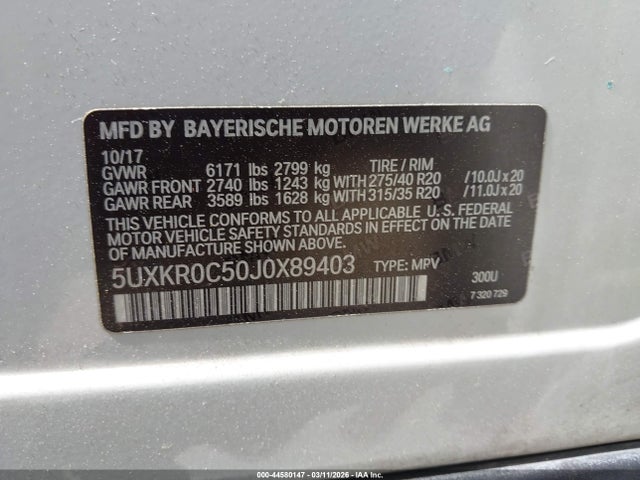 MFD BY BAYERISCHE MOTOREN WERKE AG
10/17 TIRE / RIM
GVWR 6171 lbs 2799 kg
GAWR FRONT 2740 lbs 1243 kg WITH 275/40 R20 /10.0J x 20
GAWR REAR 3589 lbs 1628 kg WITH 315/35 R20 /11.0J x 20
THIS VEHICLE CONFORMS TO ALL APPLICABLE U. S. FEDERAL
MOTOR VEHICLE SAFETY STANDARDS IN EFFECT ON THE DATE
OF MANUFACTURE SHOWN ABOVE.
5UXKR0C50J0X89403 TYPE: MPV 300U
7 320 729
000-44580147 - 03/11/2026 - IAAI.COM